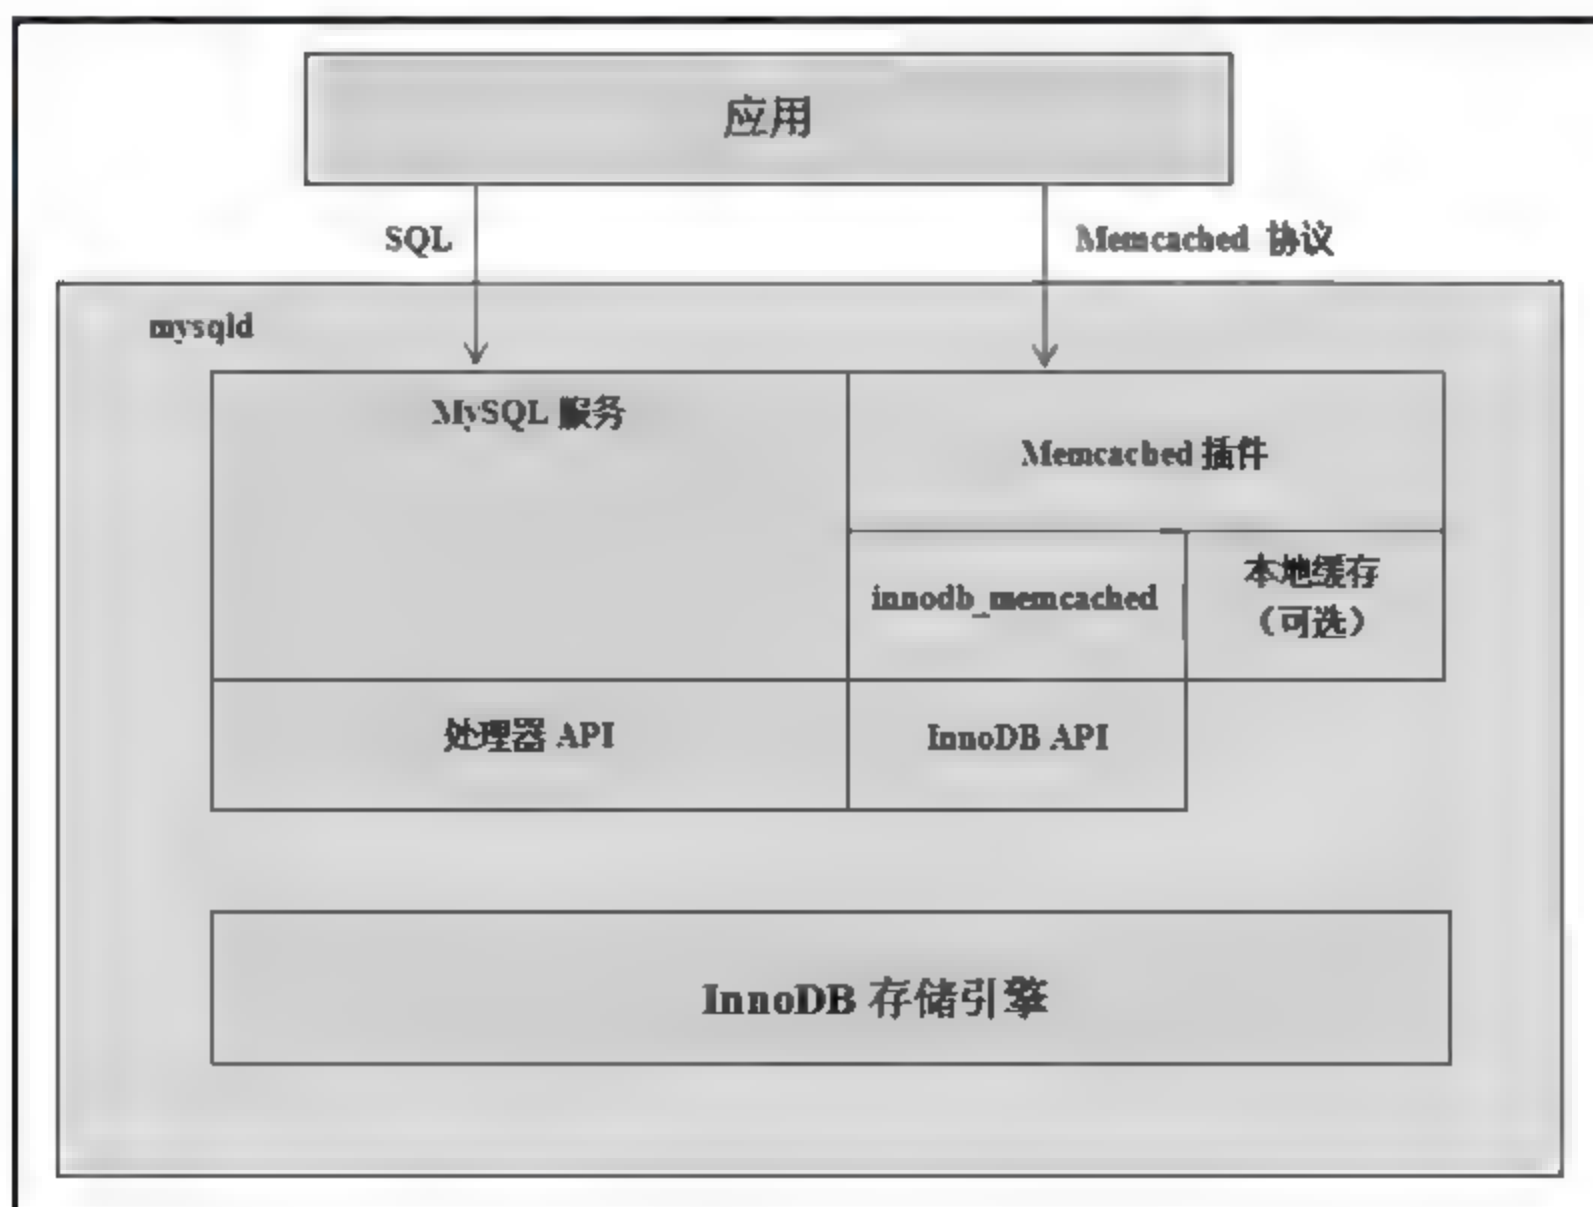 应用
SQL
Memcached 协议
mysqld
MySQL 服务
Memcached 插件
innodb_memcached
本地缓存
（可选）
处理器 API
InnoDB API
InnoDB 存储引擎